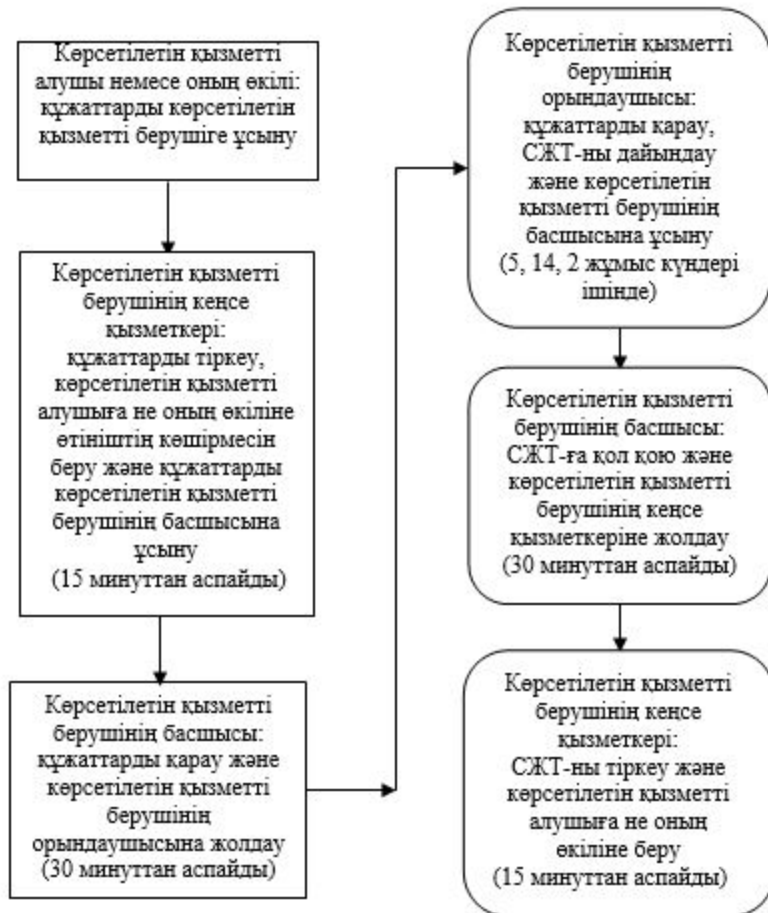 Көрсетілетін қызметті
алушы немесе оның өкілі:
құжаттарды көрсетілетін
қызметті берушіге ұсыну
Көрсетілетін қызметті
берушінің кеңсе
қызметкері:
құжаттарды тіркеу,
көрсетілетін қызметті
алушыға не оның өкіліне
өтініштің көшірмесін
беру және құжаттарды
көрсетілетін қызметті
берушінің басшысына
ұсыну
(15 минуттан аспайды)
Көрсетілетін қызметті
берушінің басшысы:
құжаттарды қарау және
көрсетілетін қызметті
берушінің
орындаушысына жолдау
(30 минуттан аспайды)
Көрсетілетін қызметті
берушінің
орындаушысы:
құжаттарды қарау,
СЖТ-ны дайындау
және көрсетілетін
қызметті берушінің
басшысына ұсыну
(5, 14, 2 жұмыс күндері
ішінде)
Көрсетілетін қызметті
берушінің басшысы:
СЖТ-ға қол қою және
көрсетілетін қызметті
берушінің кеңсе
қызметкеріне жолдау
(30 минуттан аспайды)
Көрсетілетін қызметті
берушінің кеңсе
қызметкері:
СЖТ-ны тіркеу және
көрсетілетін қызметті
алушыға не оның
өкіліне беру
(15 минуттан аспайды)